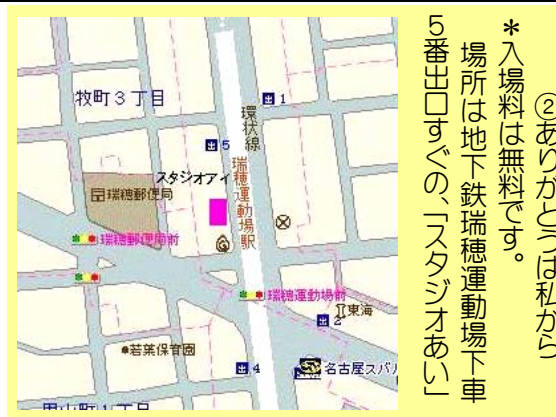 ②ありがとうは私から
＊入場料は無料です。
場所は地下鉄瑞穂運動場下車
５番出口すぐの、「スタジオあい」
牧町３丁目
出 1
環状線
出 5
スタジオアイ
瑞穂運動場駅
瑞穂郵便局
瑞穂郵便局前
瑞穂運動場前
出 2
東海
若葉保育園
出 4
名古屋スバル